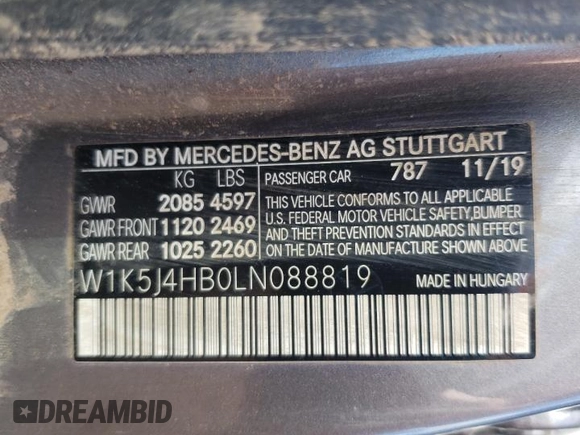 MFD BY MERCEDES-BENZ AG STUTTGART
KG LBS
GVWR 2085 4597
GAWR FRONT 1120 2469
GAWR REAR 1025 2260
PASSENGER CAR 787 11/19
THIS VEHICLE CONFORMS TO ALL APPLICABLE
U.S. FEDERAL MOTOR VEHICLE SAFETY,BUMPER
AND THEFT PREVENTION STANDARDS IN EFFECT
ON THE DATE OF MANUFACTURE SHOWN ABOVE.
W1K5J4HB0LN088819
MADE IN HUNGARY
DREAMBID